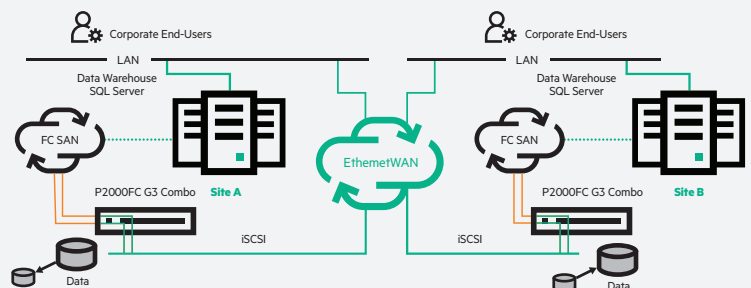 Corporate End-Users
LAN
Data Warehouse
SQL Server
FC SAN
P2000FC G3 Combo
Site A
iSCSI
Data
EthemetWAN
Corporate End-Users
LAN
Data Warehouse
SQL Server
FC SAN
P2000FC G3 Combo
Site B
iSCSI
Data